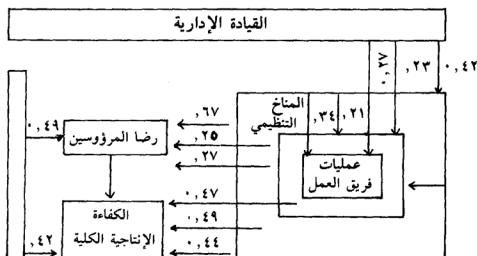 القيادة الإدارية
٠,٢٧
,٢٣
٠,٤٢
المناخ
التنظيمي
,٣٤
,٢١
,٦٧
,٢٥
,٢٧
٠,٤٩
رضا المرؤوسين
عمليات
فريق العمل
٠,٤٧
٠,٤٩
٠,٤٤
الكفاءة
الإنتاجية الكلية
,٤٢